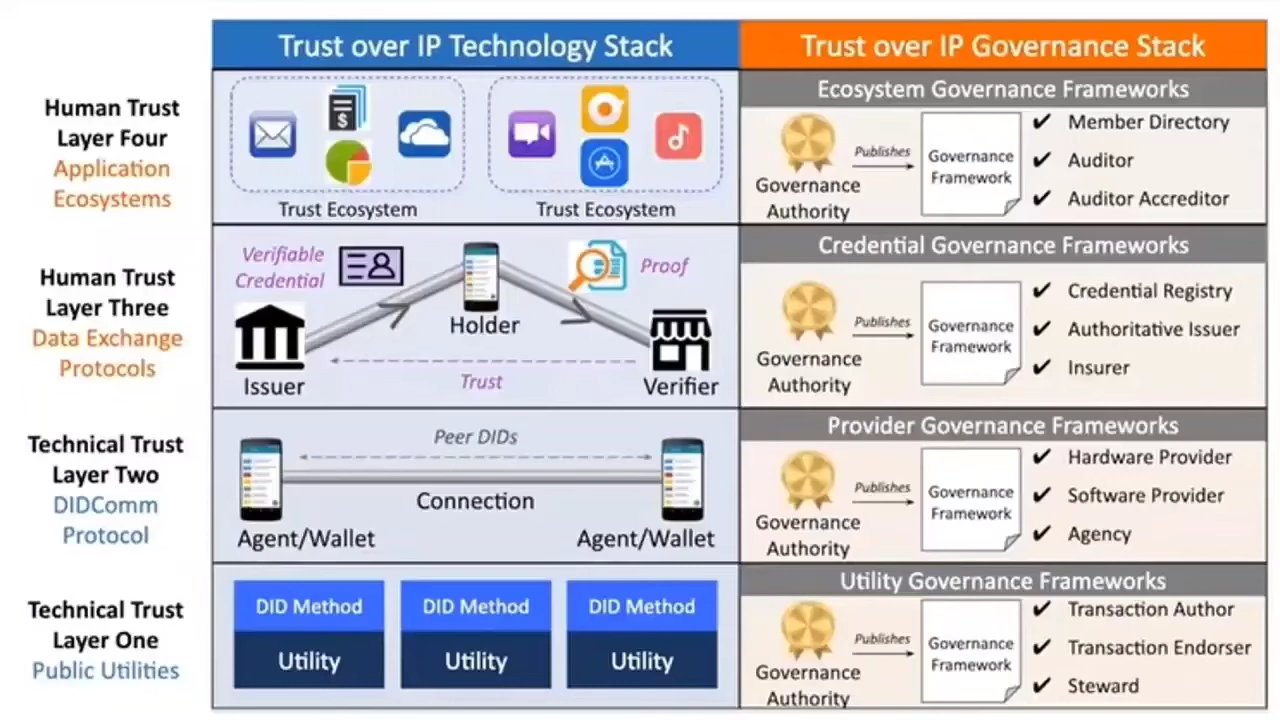 Trust over IP Technology Stack
Trust over IP Governance Stack
Human Trust
Layer Four
Application
Ecosystems
$
Trust Ecosystem
Trust Ecosystem
Ecosystem Governance Frameworks
Governance
Authority
Publishes
Governance
Framework
✔ Member Directory
✔ Auditor
✔ Auditor Accreditor
Human Trust
Layer Three
Data Exchange
Protocols
Verifiable
Credential
Holder
Proof
Issuer
Trust
Verifier
Credential Governance Frameworks
Governance
Authority
Publishes
Governance
Framework
✔ Credential Registry
✔ Authoritative Issuer
✔ Insurer
Technical Trust
Layer Two
DIDComm
Protocol
Peer DIDs
Connection
Agent/Wallet
Agent/Wallet
Provider Governance Frameworks
Governance
Authority
Publishes
Governance
Framework
✔ Hardware Provider
✔ Software Provider
✔ Agency
Technical Trust
Layer One
Public Utilities
DID Method
Utility
DID Method
Utility
DID Method
Utility
Utility Governance Frameworks
Governance
Authority
Publishes
Governance
Framework
✔ Transaction Author
✔ Transaction Endorser
✔ Steward